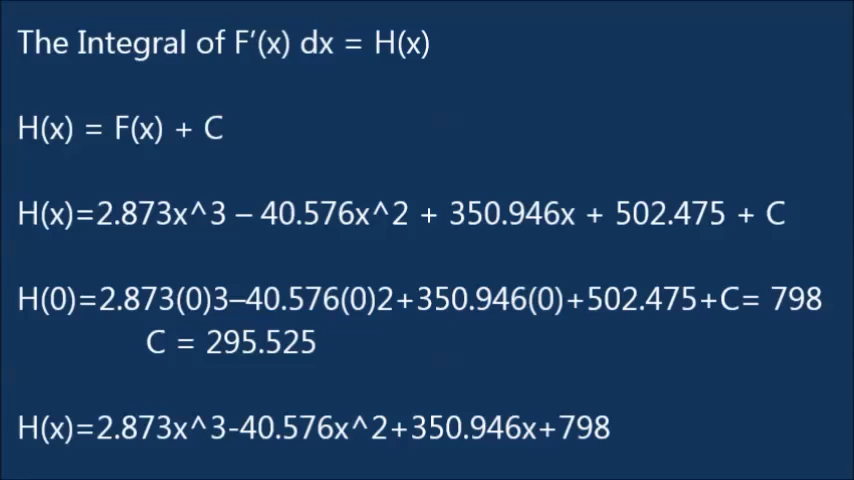 The Integral of F'(x) dx = H(x)
H(x) = F(x) + C
H(x)=2.873x^3 – 40.576x^2 + 350.946x + 502.475 + C
H(0)=2.873(0)3–40.576(0)2+350.946(0)+502.475+C= 798
C = 295.525
H(x)=2.873x^3-40.576x^2+350.946x+798